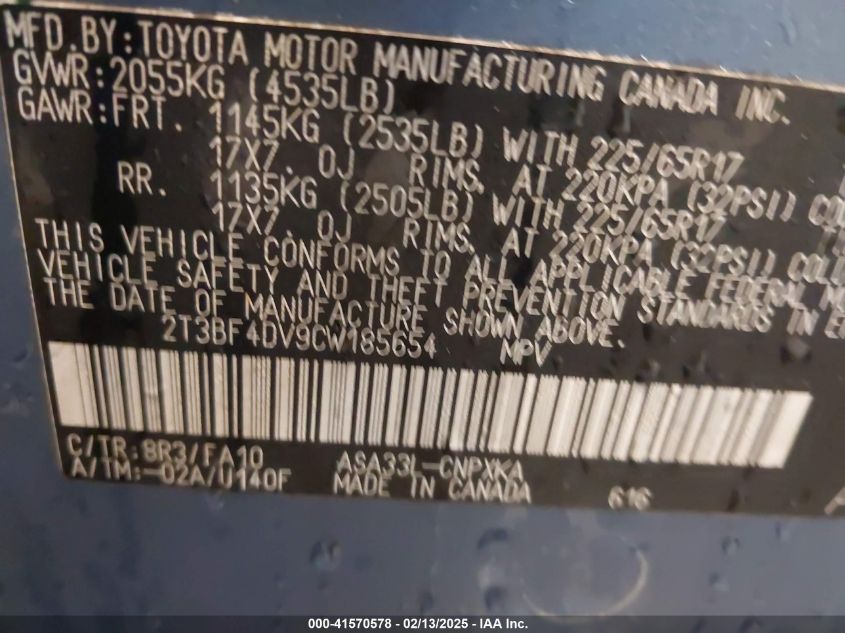 MFD.BY:TOYOTA MOTOR MANUFACTURING CANADA INC.
GVWR:2055KG (4535LB)
GAWR:FRT. 1145KG (2535LB) WITH 225/65R17
17X7.0J RIMS, AT 220KPA (32PSI) COL
RR. 1135KG (2505LB) WITH 225/65R17
17X7.0J RIMS, AT 220KPA (32PSI) COLD
THIS VEHICLE CONFORMS TO ALL APPLICABLE FEDERAL MO
VEHICLE SAFETY AND THEFT PREVENTION STANDARDS IN E
THE DATE OF MANUFACTURE SHOWN ABOVE.
2T3BF4DV9CW185654 MPV
C/TR:8R3/FA10 ASA33L-CNPXKA
A/TM:-02A/U140F MADE IN CANADA 616
000-41570578 - 02/13/2025 - IAA Inc.